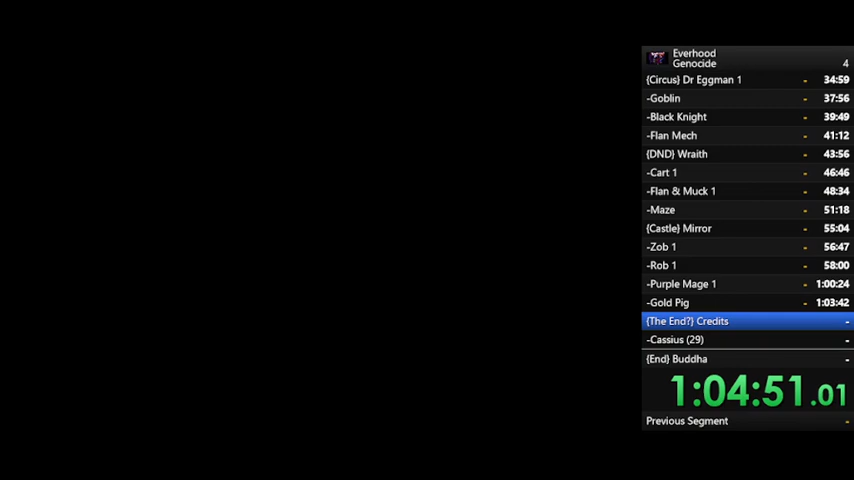 Everhood
Genocide 4
{Circus} Dr Eggman 1 - 34:59
-Goblin - 37:56
-Black Knight - 39:49
-Flan Mech - 41:12
{DND} Wraith - 43:56
-Cart 1 - 46:46
-Flan & Muck 1 - 48:34
-Maze - 51:18
{Castle} Mirror - 55:04
-Zob 1 - 56:47
-Rob 1 - 58:00
-Purple Mage 1 - 1:00:24
-Gold Pig - 1:03:42
{The End?} Credits -
-Cassius (29) -
{End} Buddha -
1:04:51.01
Previous Segment -